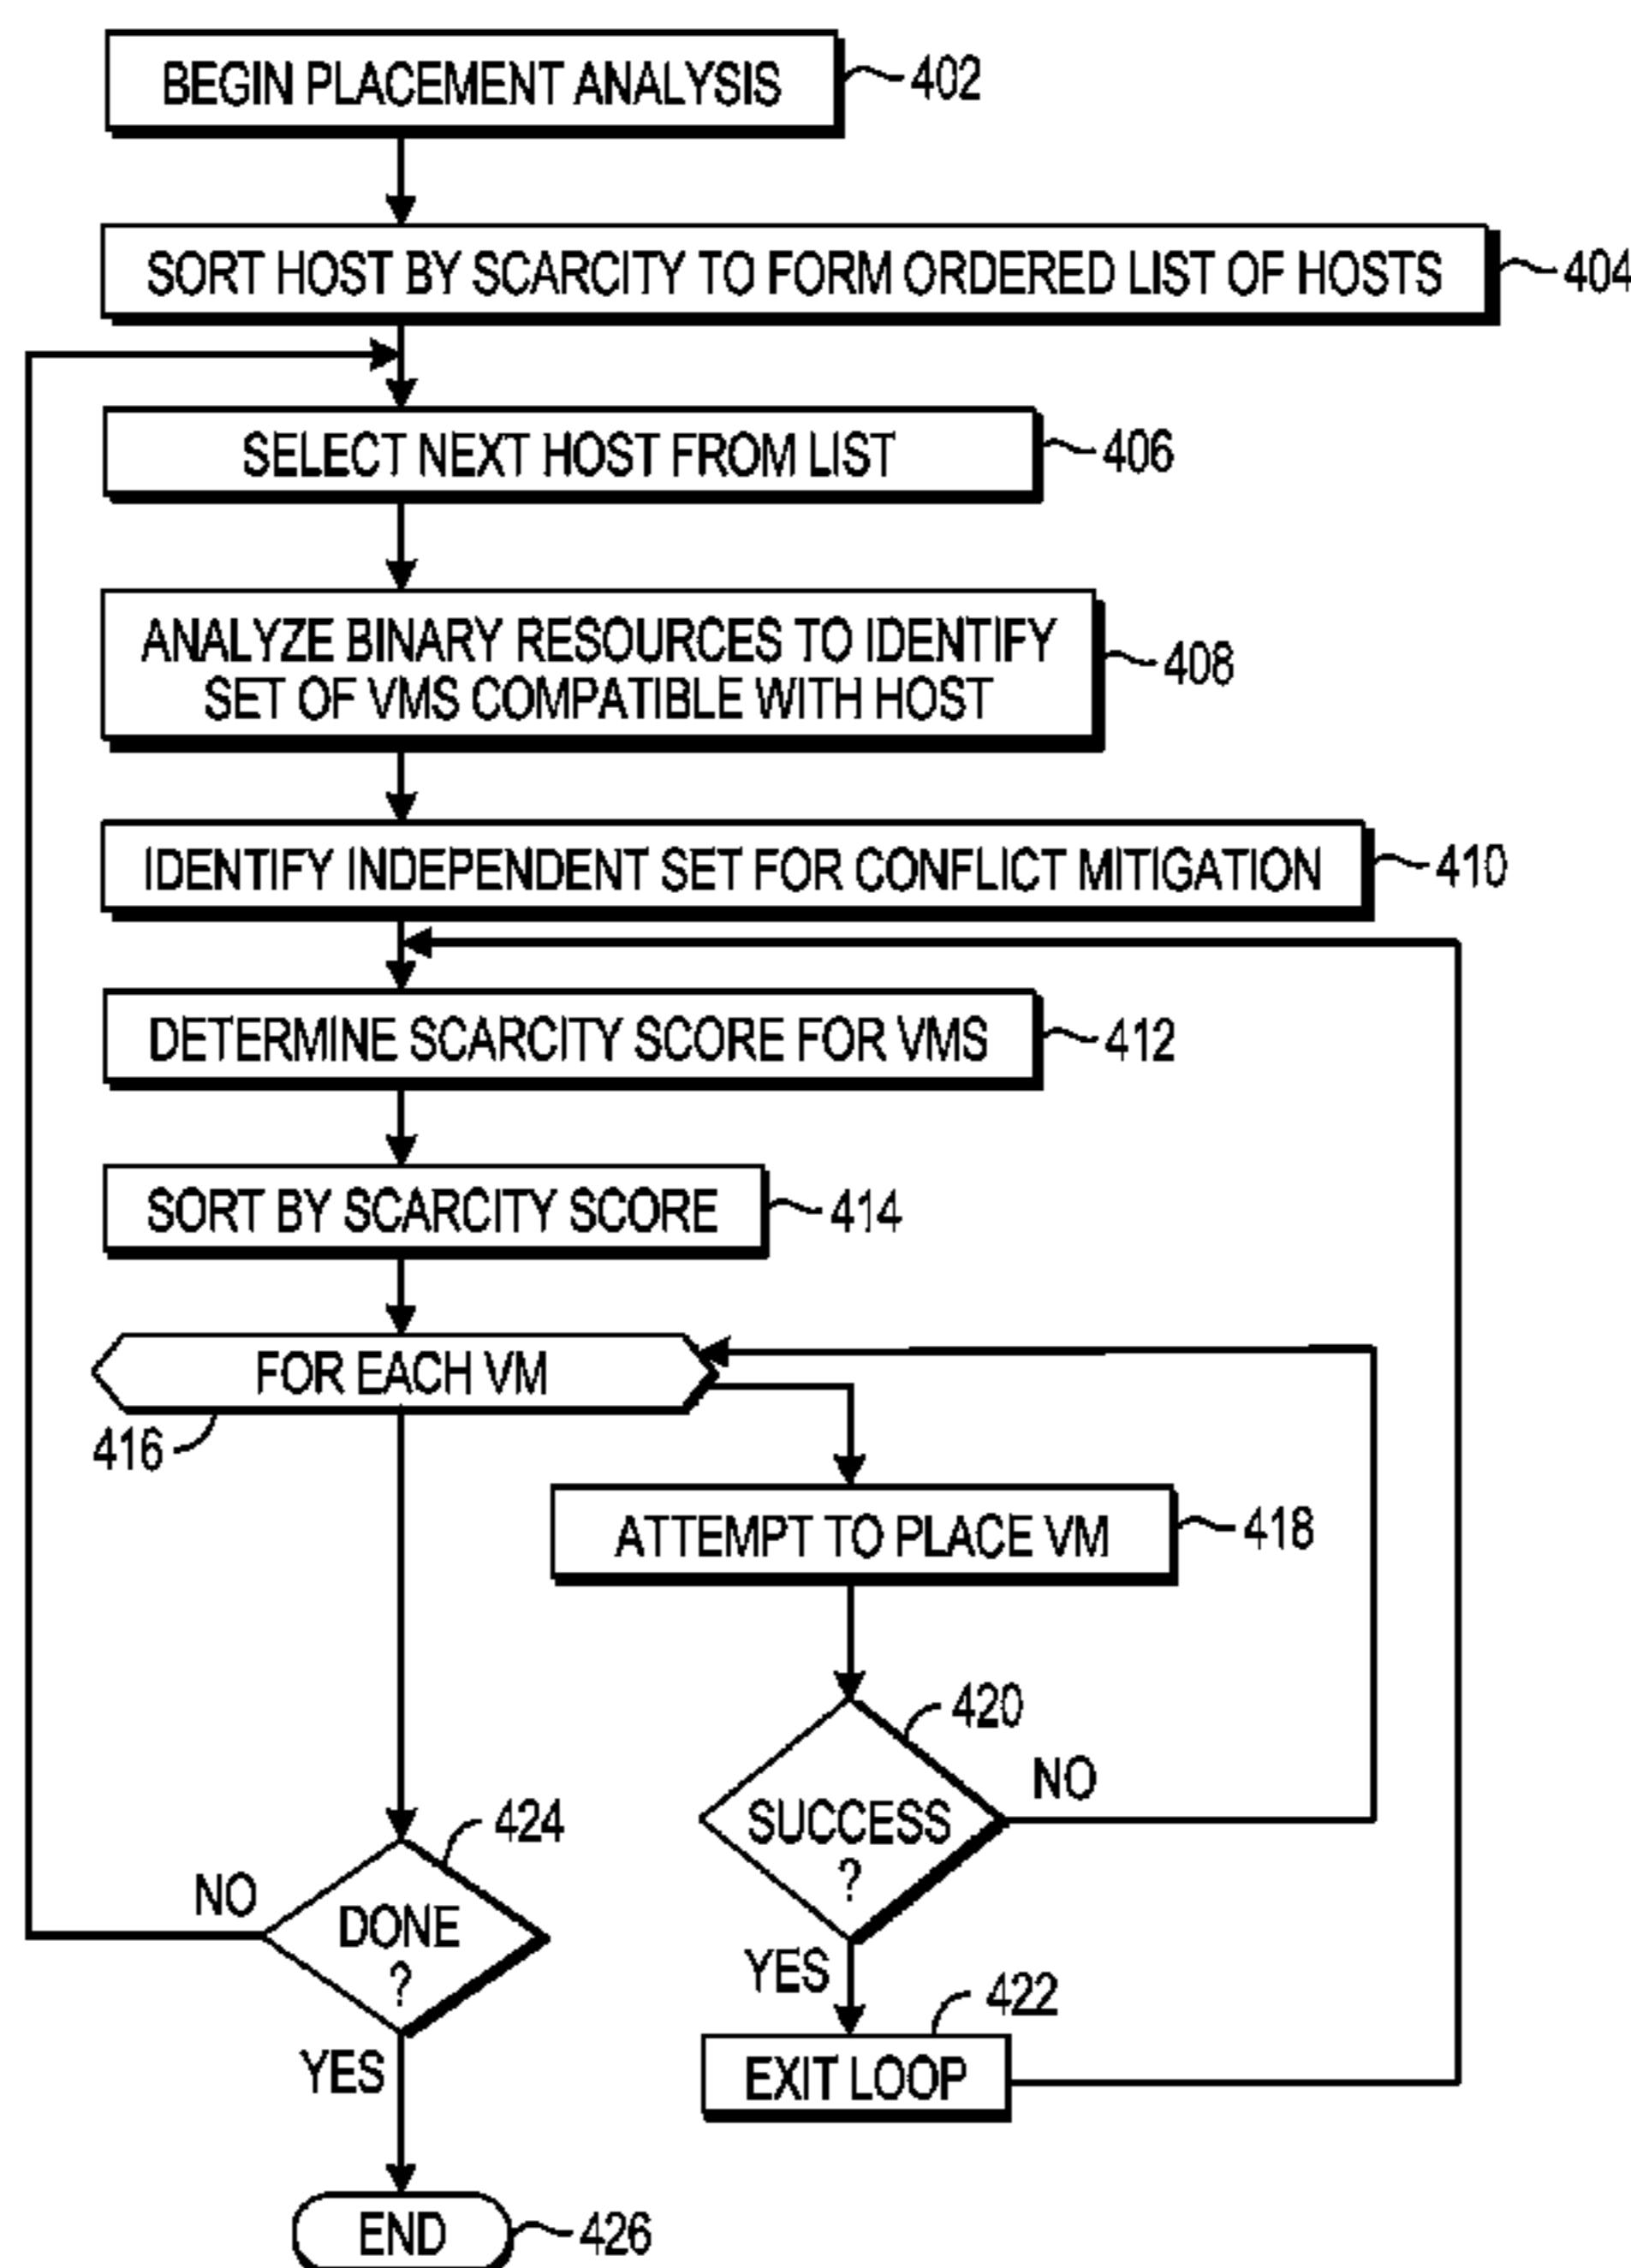 BEGIN PLACEMENT ANALYSIS
402
SORT HOST BY SCARCITY TO FORM ORDERED LIST OF HOSTS
404
SELECT NEXT HOST FROM LIST
406
ANALYZE BINARY RESOURCES TO IDENTIFY
SET OF VMS COMPATIBLE WITH HOST
408
IDENTIFY INDEPENDENT SET FOR CONFLICT MITIGATION
410
DETERMINE SCARCITY SCORE FOR VMS
412
SORT BY SCARCITY SCORE
414
FOR EACH VM
416
ATTEMPT TO PLACE VM
418
420
SUCCESS
?
NO
YES
422
EXIT LOOP
424
DONE
?
NO
YES
END
426